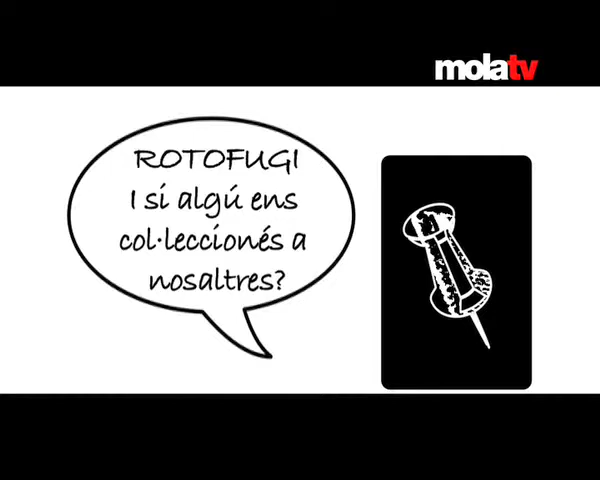 molatv
ROTOFUGI
I si algú ens
col·leccionés a
nosaltres?